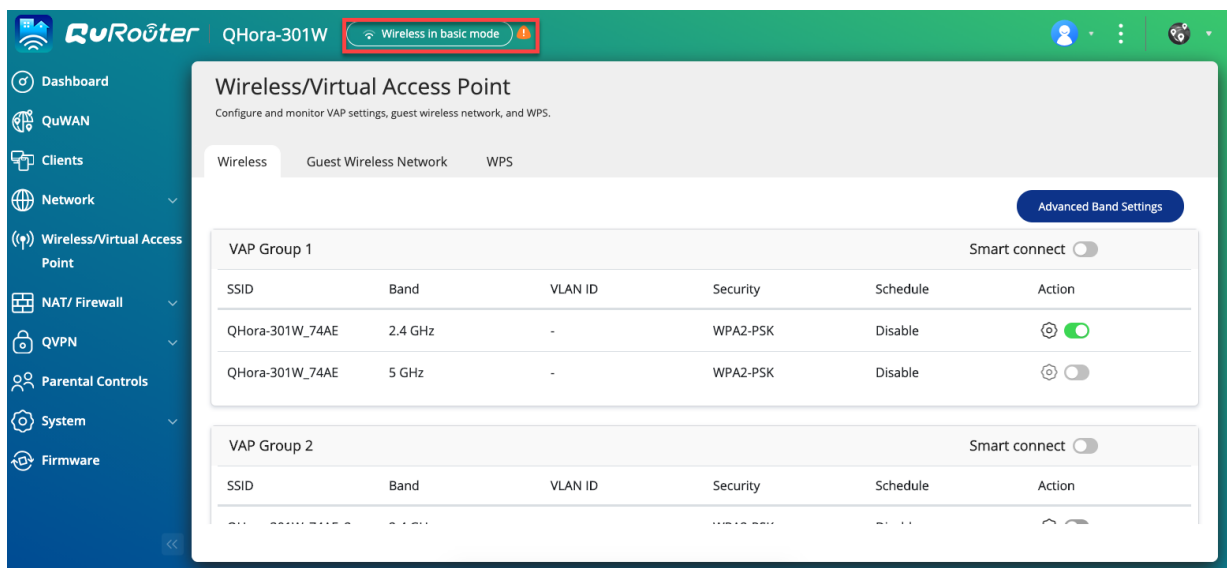 QuRouter QHora-301W Wireless in basic mode
Dashboard
QuWAN
Clients
Network
Wireless/Virtual Access
Point
NAT/ Firewall
QVPN
Parental Controls
System
Firmware
Wireless/Virtual Access Point
Configure and monitor VAP settings, guest wireless network, and WPS.
Wireless Guest Wireless Network WPS
Advanced Band Settings
VAP Group 1 Smart connect
SSID Band VLAN ID Security Schedule Action
QHora-301W_74AE 2.4 GHz - WPA2-PSK Disable
QHora-301W_74AE 5 GHz - WPA2-PSK Disable
VAP Group 2 Smart connect
SSID Band VLAN ID Security Schedule Action